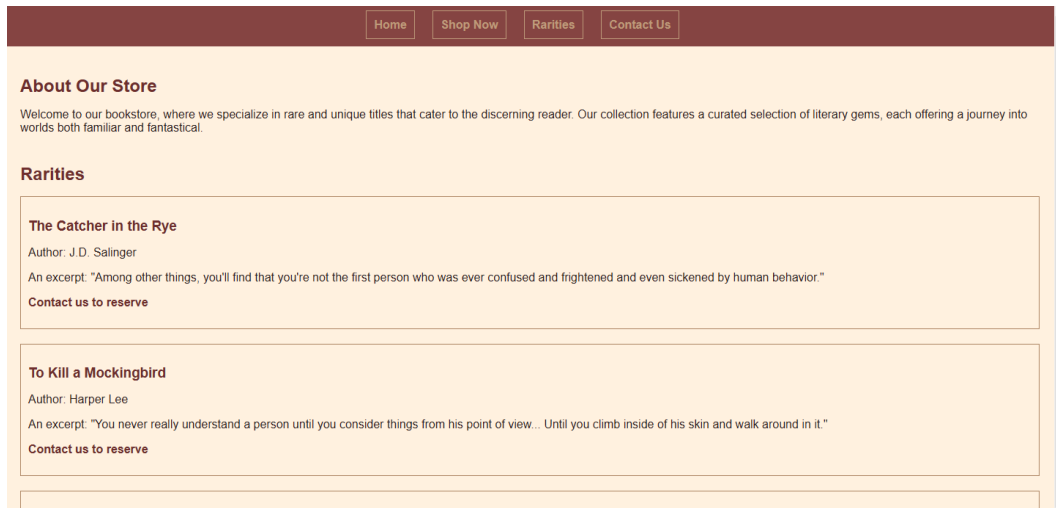 Home Shop Now Rarities Contact Us
About Our Store
Welcome to our bookstore, where we specialize in rare and unique titles that cater to the discerning reader. Our collection features a curated selection of literary gems, each offering a journey into
worlds both familiar and fantastical.
Rarities
The Catcher in the Rye
Author: J.D. Salinger
An excerpt: "Among other things, you'll find that you're not the first person who was ever confused and frightened and even sickened by human behavior."
Contact us to reserve
To Kill a Mockingbird
Author: Harper Lee
An excerpt: "You never really understand a person until you consider things from his point of view... Until you climb inside of his skin and walk around in it."
Contact us to reserve